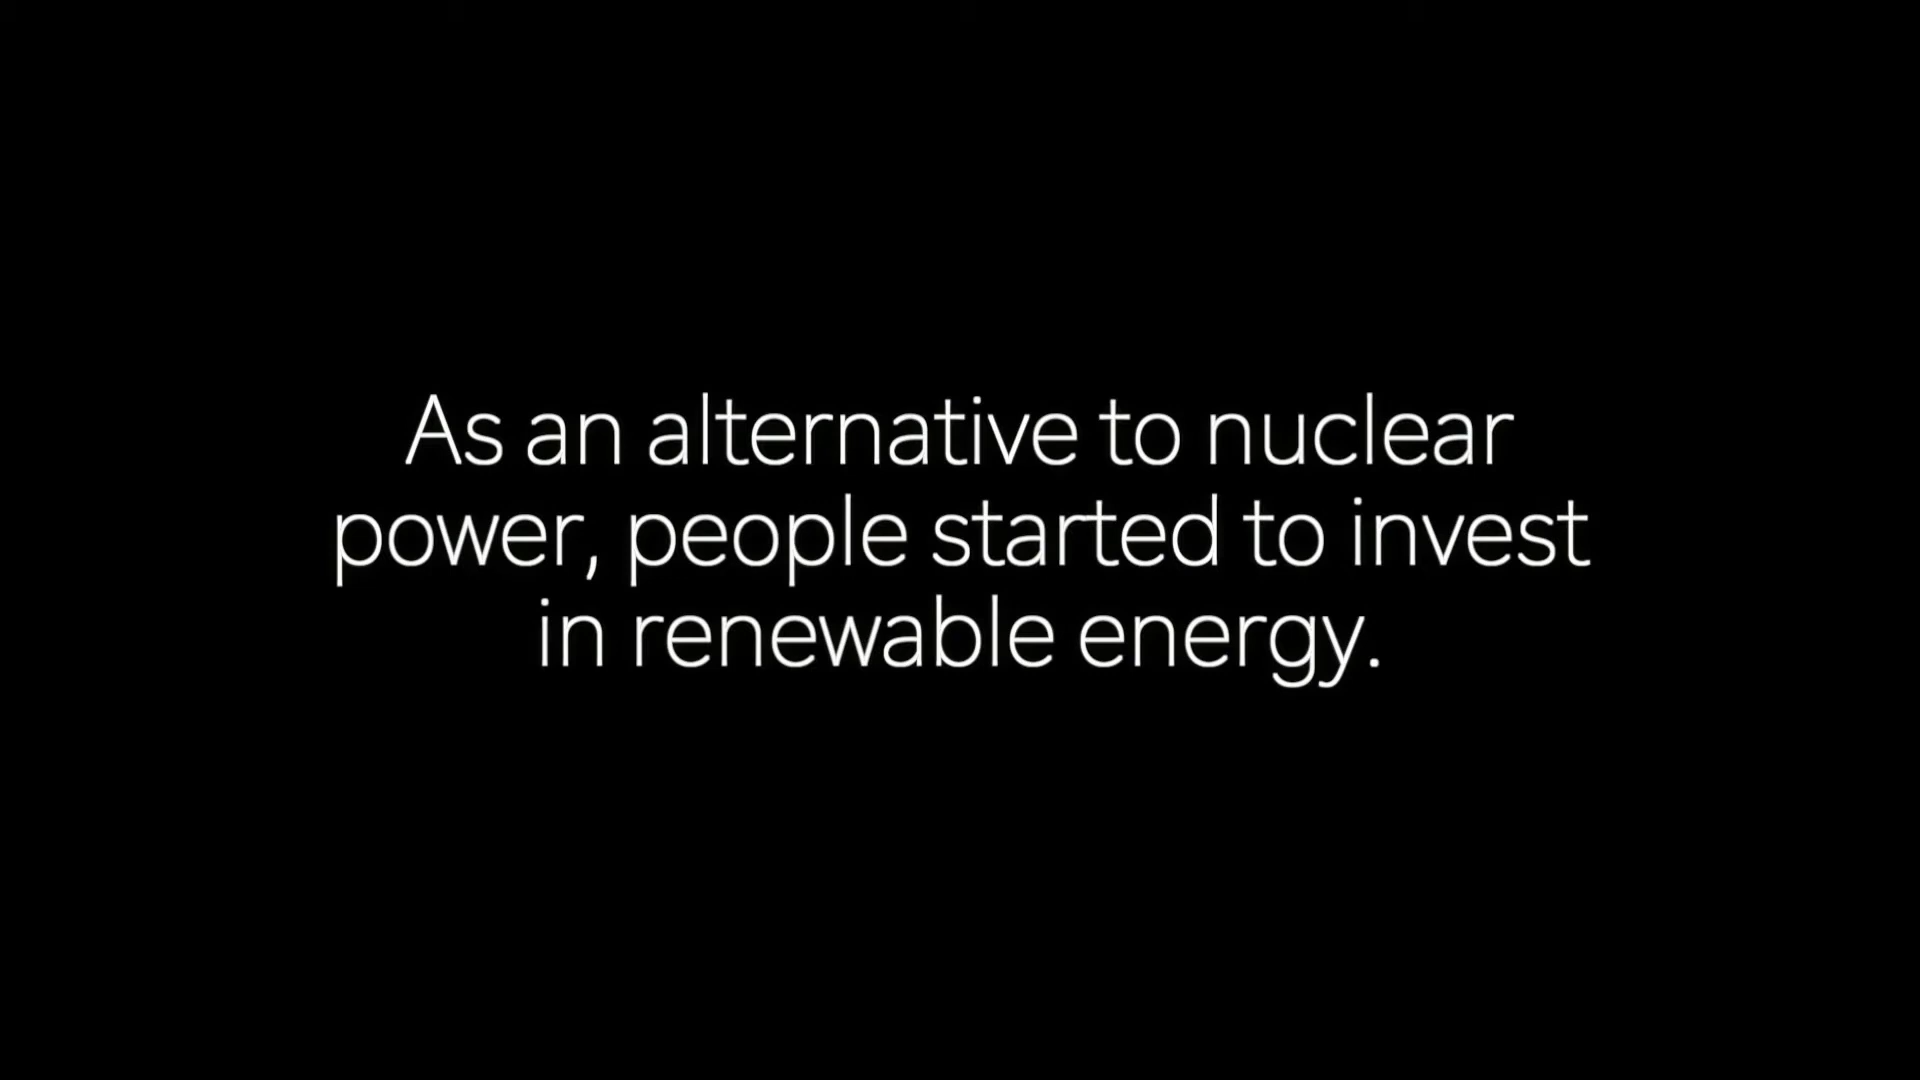 As an alternative to nuclear
power, people started to invest
in renewable energy.